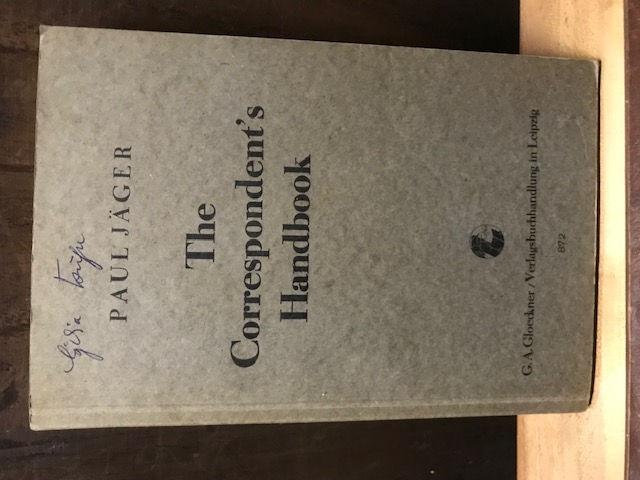 PAUL JÄGER
The
Correspondent's
Handbook
G. A. Gloeckner / Verlagsbuchhandlung in Leipzig
872